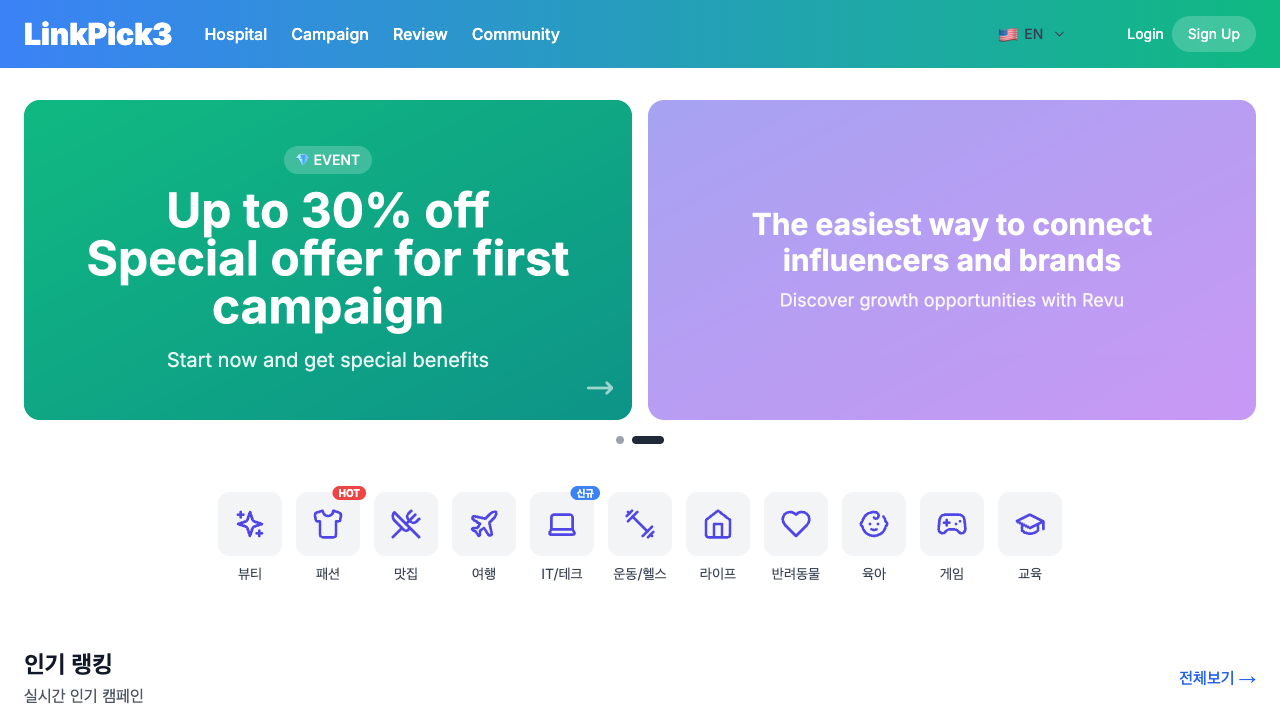 LinkPick3
Hospital
Campaign
Review
Community
🇺🇸 EN
Login
Sign Up
💎 EVENT
Up to 30% off
Special offer for first
campaign
Start now and get special benefits
→
The easiest way to connect
influencers and brands
Discover growth opportunities with Revu
HOT
신규
뷰티
패션
맛집
여행
IT/테크
운동/헬스
라이프
반려동물
육아
게임
교육
인기 랭킹
실시간 인기 캠페인
전체보기 →